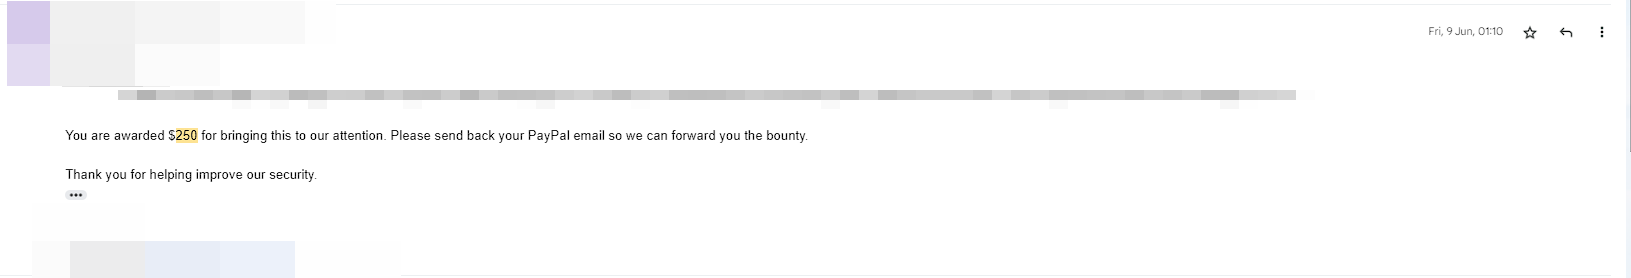 Fri, 9 Jun, 01:10
You are awarded $250 for bringing this to our attention. Please send back your PayPal email so we can forward you the bounty.
Thank you for helping improve our security.